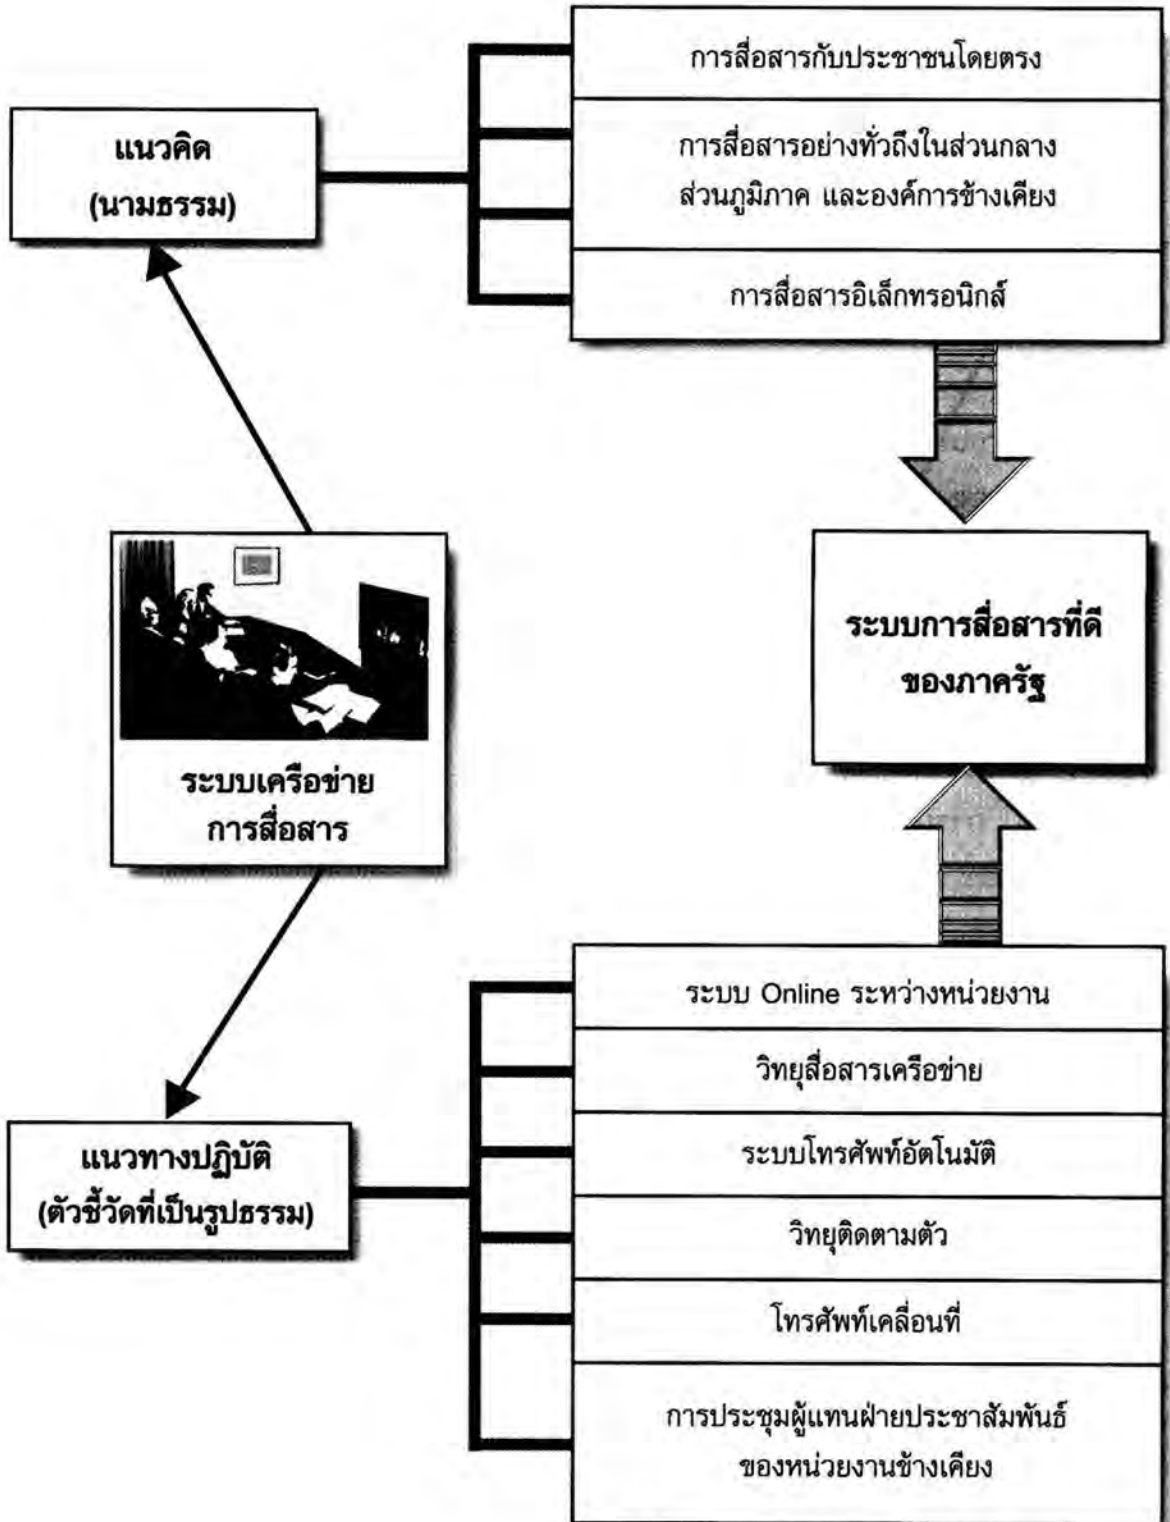 การสื่อสารกับประชาชนโดยตรง
แนวคิด
(นามธรรม)
การสื่อสารอย่างทั่วถึงในส่วนกลาง
ส่วนภูมิภาค และองค์การข้างเคียง
การสื่อสารอิเล็กทรอนิกส์
ระบบเครือข่าย
การสื่อสาร
ระบบการสื่อสารที่ดี
ของภาครัฐ
แนวทางปฏิบัติ
(ตัวชี้วัดที่เป็นรูปธรรม)
ระบบ Online ระหว่างหน่วยงาน
วิทยุสื่อสารเครือข่าย
ระบบโทรศัพท์อัตโนมัติ
วิทยุติดตามตัว
โทรศัพท์เคลื่อนที่
การประชุมผู้แทนฝ่ายประชาสัมพันธ์
ของหน่วยงานข้างเคียง